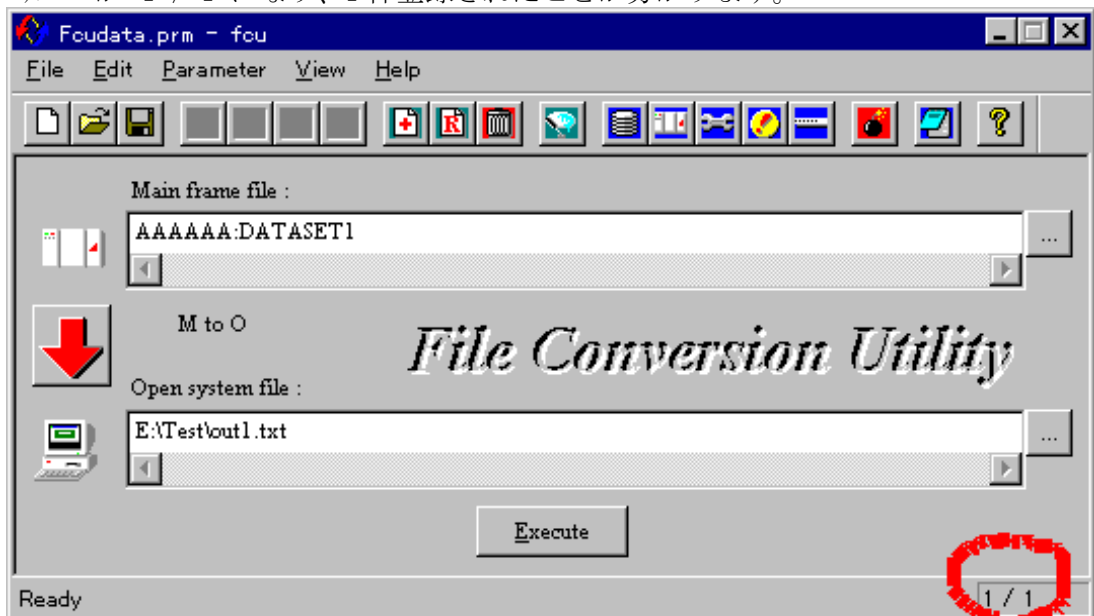 Fcudata.prm - fcu
File Edit Parameter View Help
R
?
Main frame file :
AAAAAA:DATASET1
...
M to O
File Conversion Utility
Open system file :
E:\Test\out1.txt
...
Execute
Ready
1 / 1